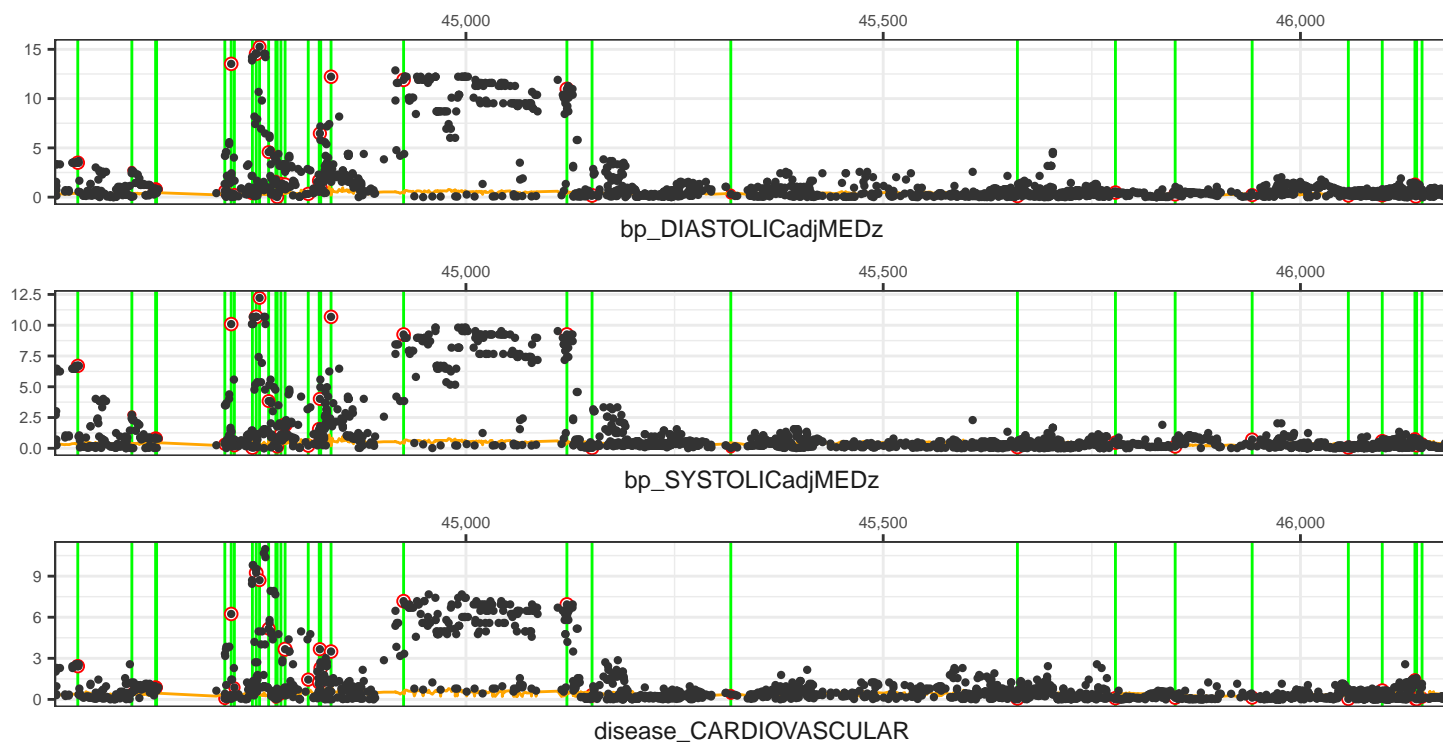 45,000 45,500 46,000
15
10
5
0
bp_DIASTOLICadjMEDz
45,000 45,500 46,000
12.5
10.0
7.5
5.0
2.5
0.0
bp_SYSTOLICadjMEDz
45,000 45,500 46,000
9
6
3
0
disease_CARDIOVASCULAR